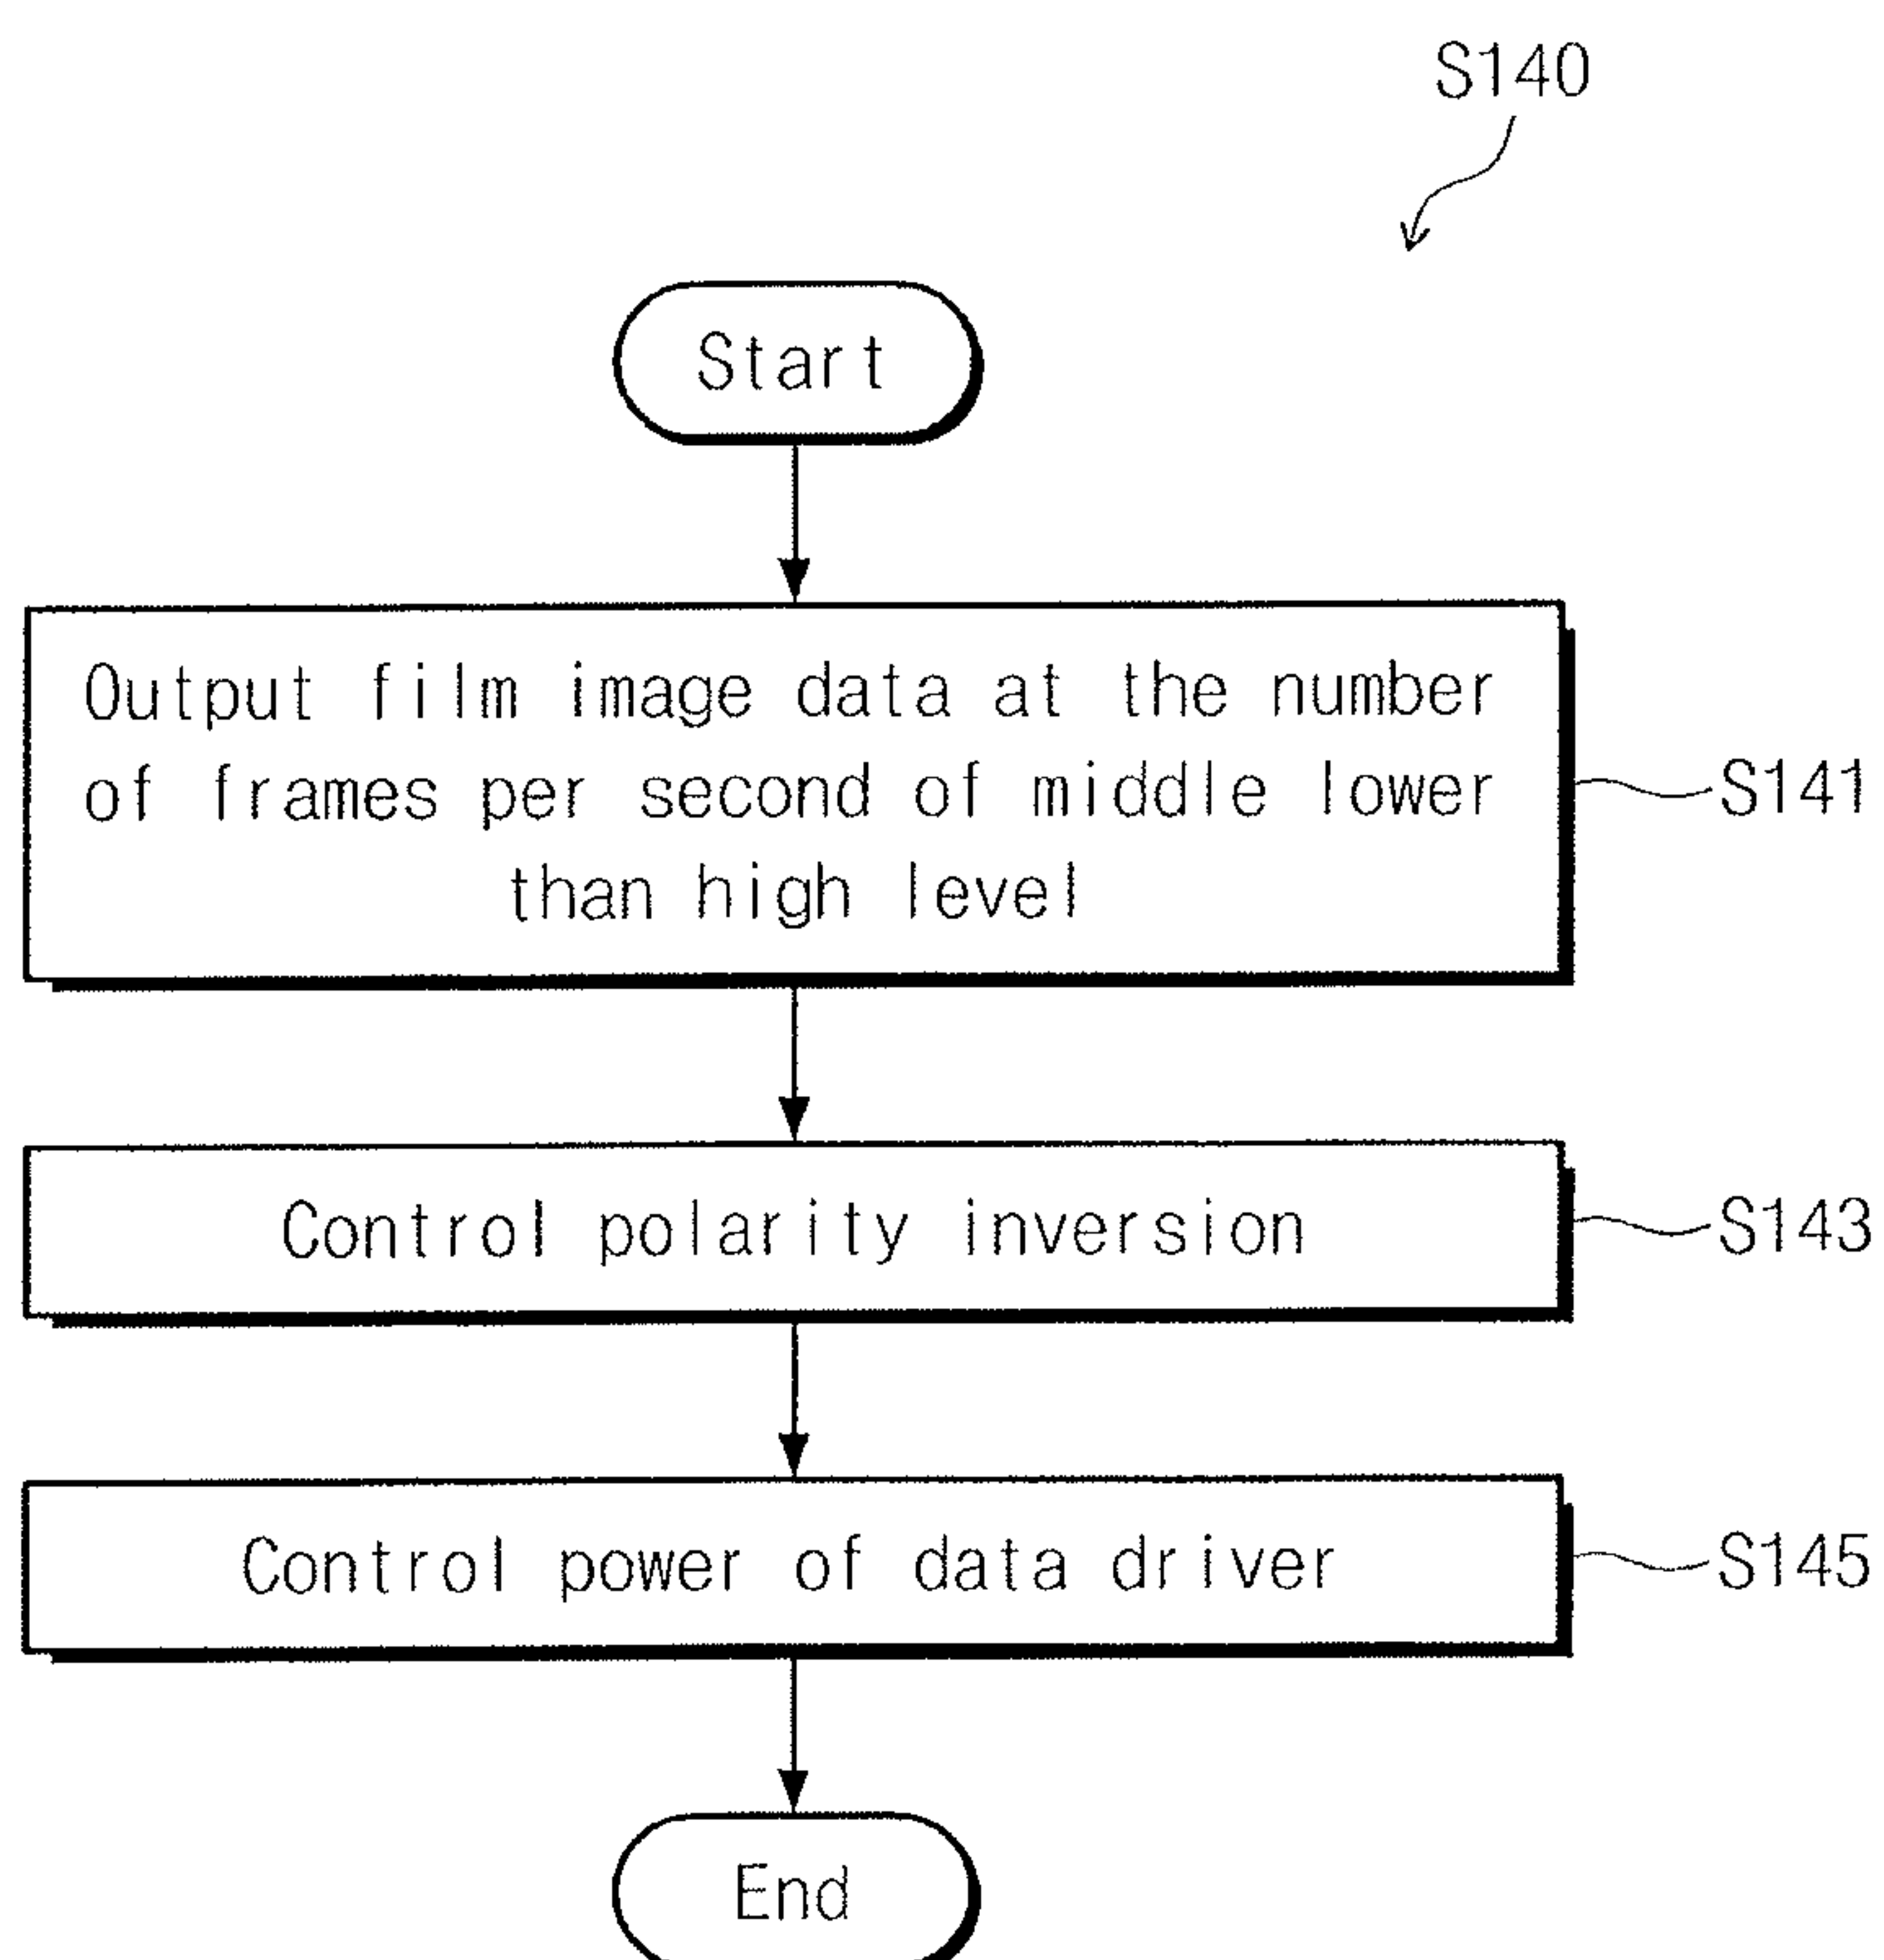 S140
Start
Output film image data at the number
of frames per second of middle lower
than high level
S141
Control polarity inversion
S143
Control power of data driver
S145
End